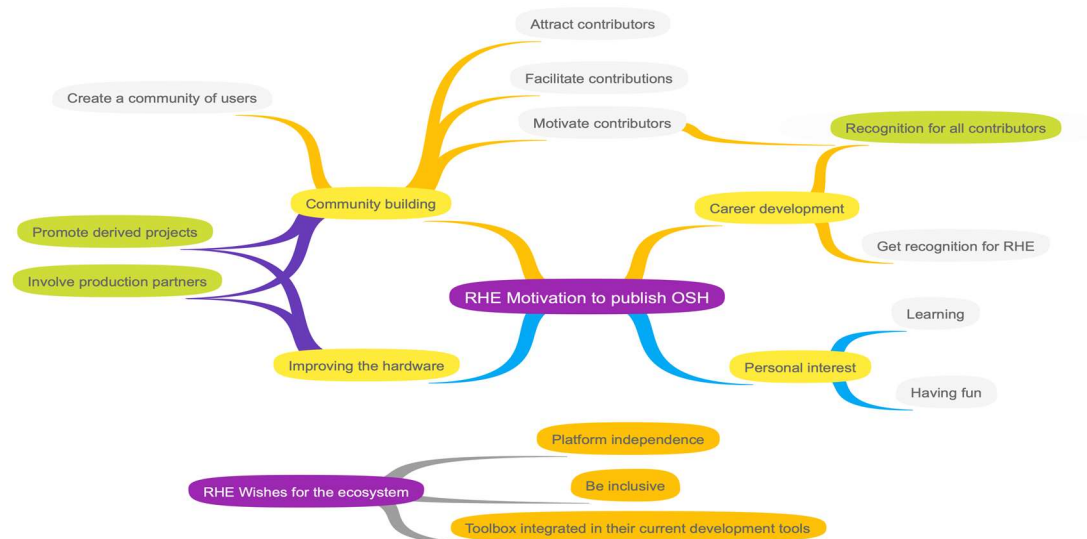 Attract contributors
Facilitate contributions
Create a community of users
Motivate contributors
Recognition for all contributors
Community building
Career development
Promote derived projects
Get recognition for RHE
Involve production partners
RHE Motivation to publish OSH
Learning
Improving the hardware
Personal interest
Having fun
Platform independence
RHE Wishes for the ecosystem
Be inclusive
Toolbox integrated in their current development tools